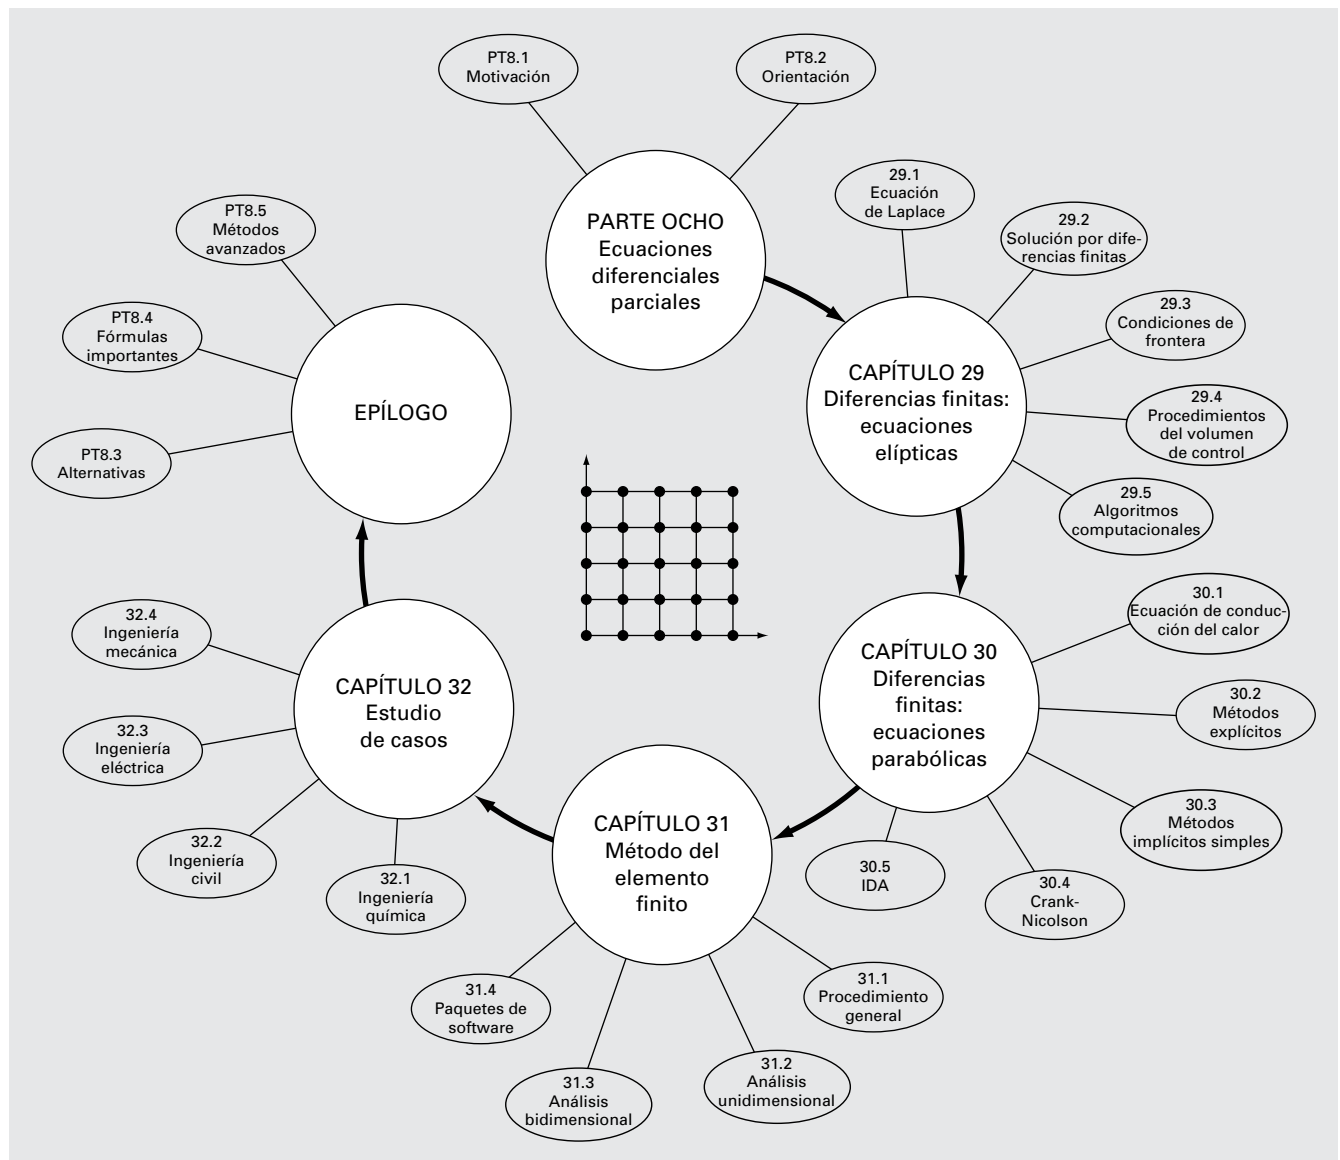 PT8.1
Motivación
PT8.2
Orientación
PARTE OCHO
Ecuaciones
diferenciales
parciales
29.1
Ecuación
de Laplace
29.2
Solución por dife-
rencias finitas
29.3
Condiciones de
frontera
29.4
Procedimientos
del volumen
de control
29.5
Algoritmos
computacionales
CAPÍTULO 29
Diferencias finitas:
ecuaciones
elípticas
30.1
Ecuación de conduc-
ción del calor
30.2
Métodos
explícitos
30.3
Métodos
implícitos simples
30.4
Crank-
Nicolson
30.5
IDA
CAPÍTULO 30
Diferencias
finitas:
ecuaciones
parabólicas
CAPÍTULO 31
Método del
elemento
finito
31.1
Procedimiento
general
31.2
Análisis
unidimensional
31.3
Análisis
bidimensional
31.4
Paquetes de
software
CAPÍTULO 32
Estudio
de casos
32.1
Ingeniería
química
32.2
Ingeniería
civil
32.3
Ingeniería
eléctrica
32.4
Ingeniería
mecánica
EPÍLOGO
PT8.3
Alternativas
PT8.4
Fórmulas
importantes
PT8.5
Métodos
avanzados